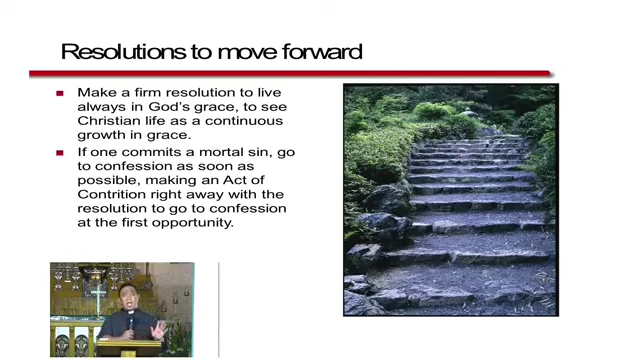 Resolutions to move forward
Make a firm resolution to live
always in God's grace, to see
Christian life as a continuous
growth in grace.
If one commits a mortal sin, go
to confession as soon as
possible, making an Act of
Contrition right away with the
resolution to go to confession
at the first opportunity.